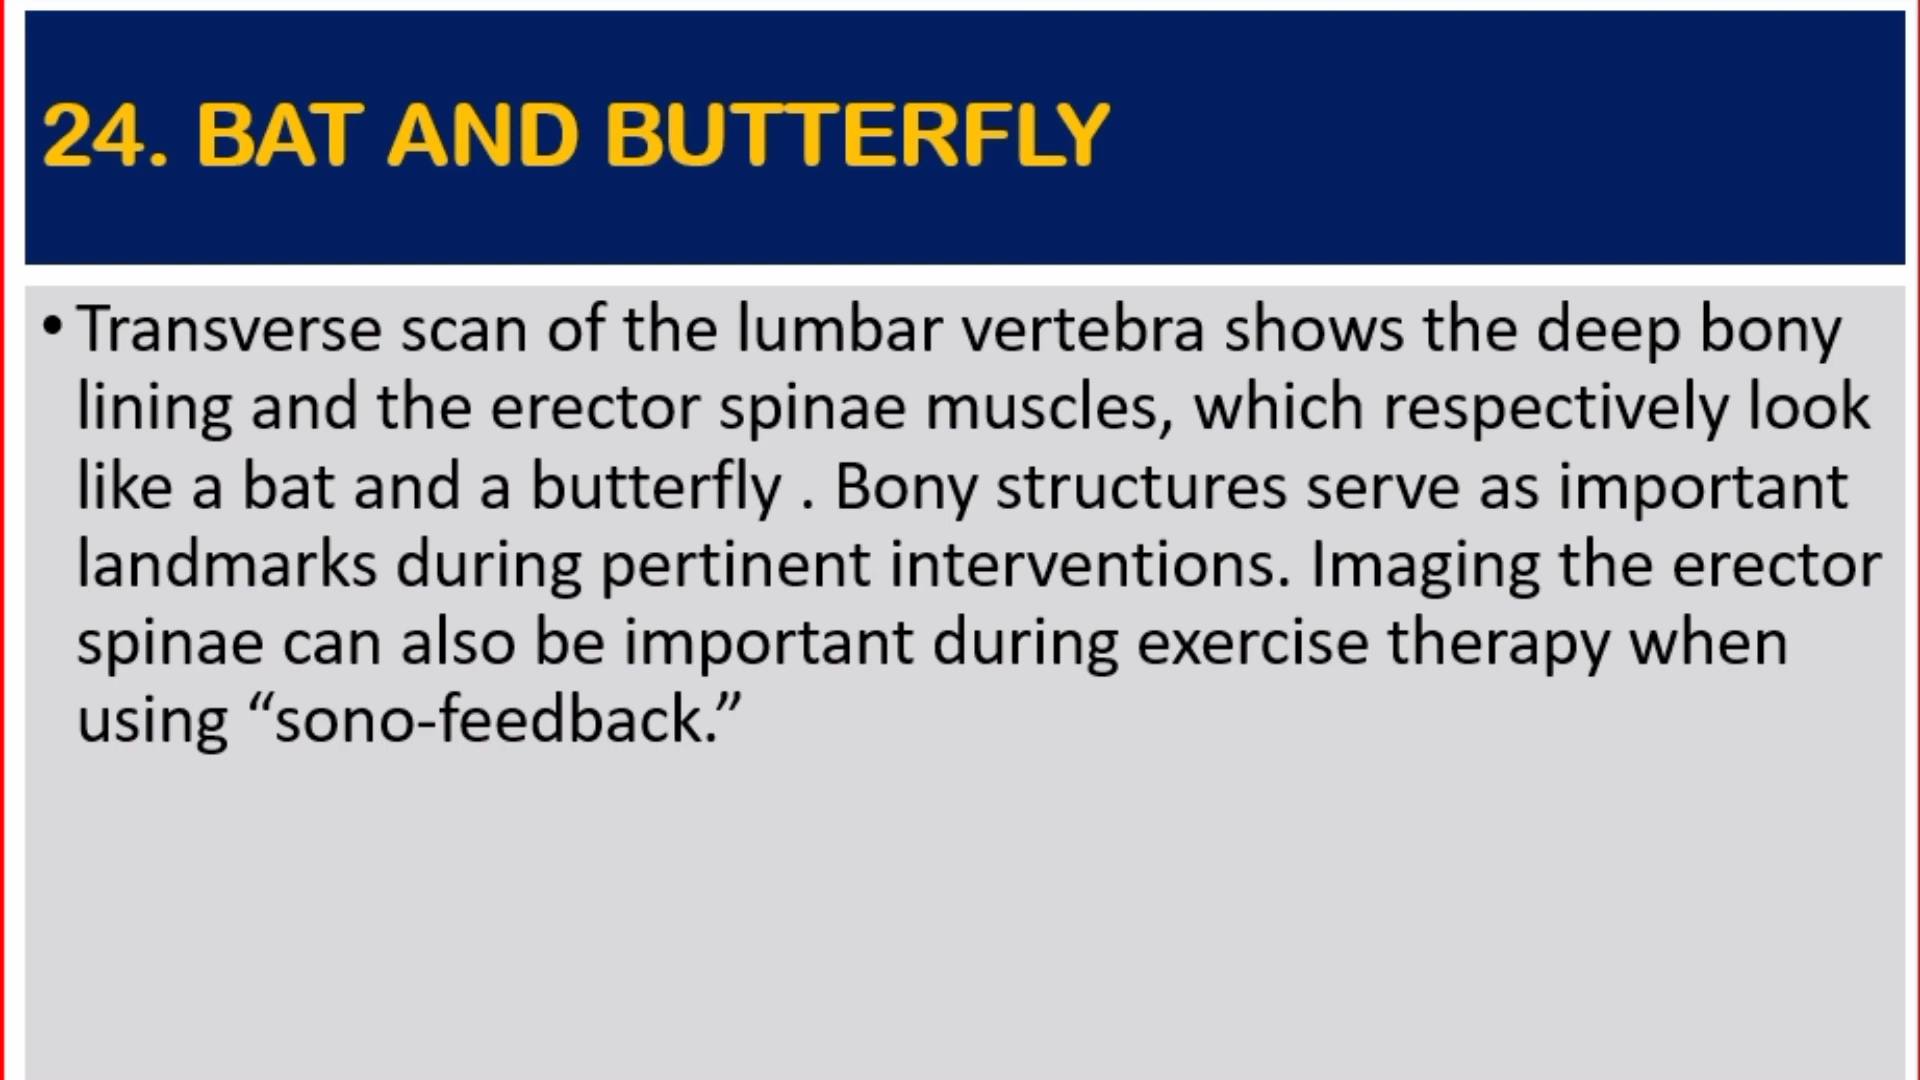 24. BAT AND BUTTERFLY
• Transverse scan of the lumbar vertebra shows the deep bony
lining and the erector spinae muscles, which respectively look
like a bat and a butterfly . Bony structures serve as important
landmarks during pertinent interventions. Imaging the erector
spinae can also be important during exercise therapy when
using “sono-feedback.”